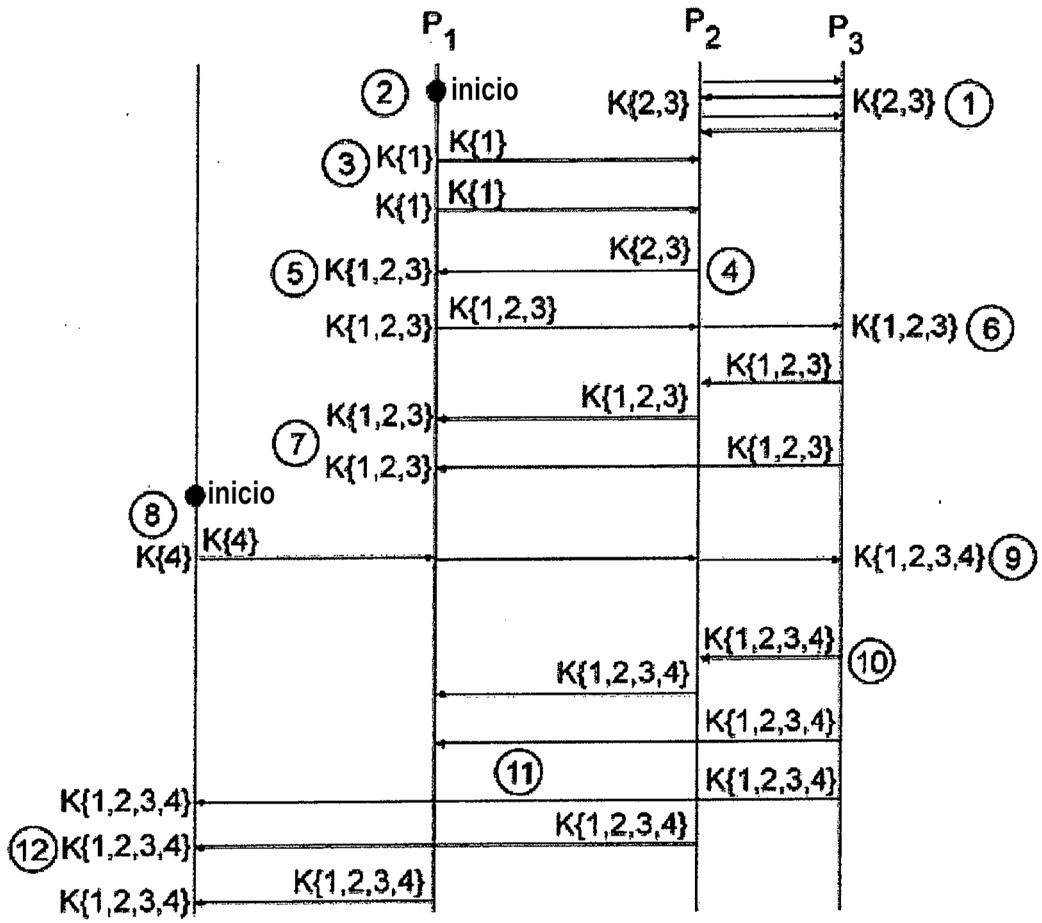 P1 P2 P3
2 inicio K{2,3} K{2,3} 1
3 K{1} K{1}
K{1} K{1}
5 K{1,2,3} K{2,3} 4
K{1,2,3} K{1,2,3} K{1,2,3} 6
K{1,2,3}
K{1,2,3} K{1,2,3}
7
K{1,2,3} K{1,2,3}
8 inicio
K{4} K{4} K{1,2,3,4} 9
K{1,2,3,4} 10
K{1,2,3,4}
K{1,2,3,4}
11
K{1,2,3,4} K{1,2,3,4}
12 K{1,2,3,4} K{1,2,3,4}
K{1,2,3,4} K{1,2,3,4}